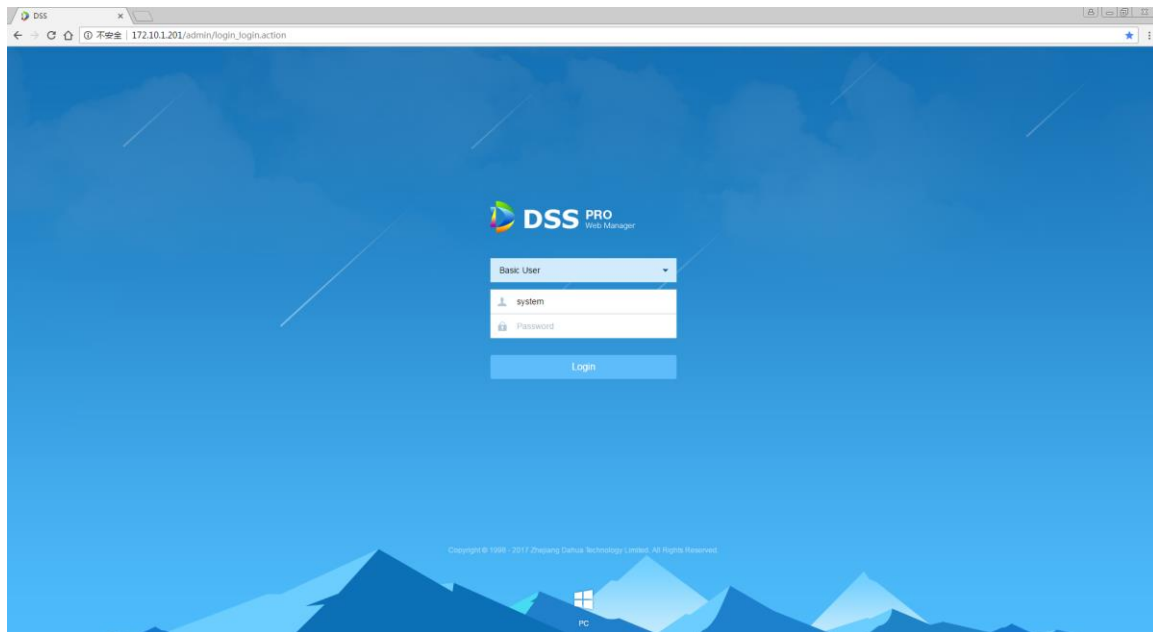 DSS
不安全 | 172.10.1.201/admin/login_login.action
DSS PRO
Web Manager
Basic User
system
Password
Login
Copyright © 1998 - 2017 Zhejiang Dahua Technology Limited. All Rights Reserved.
PC